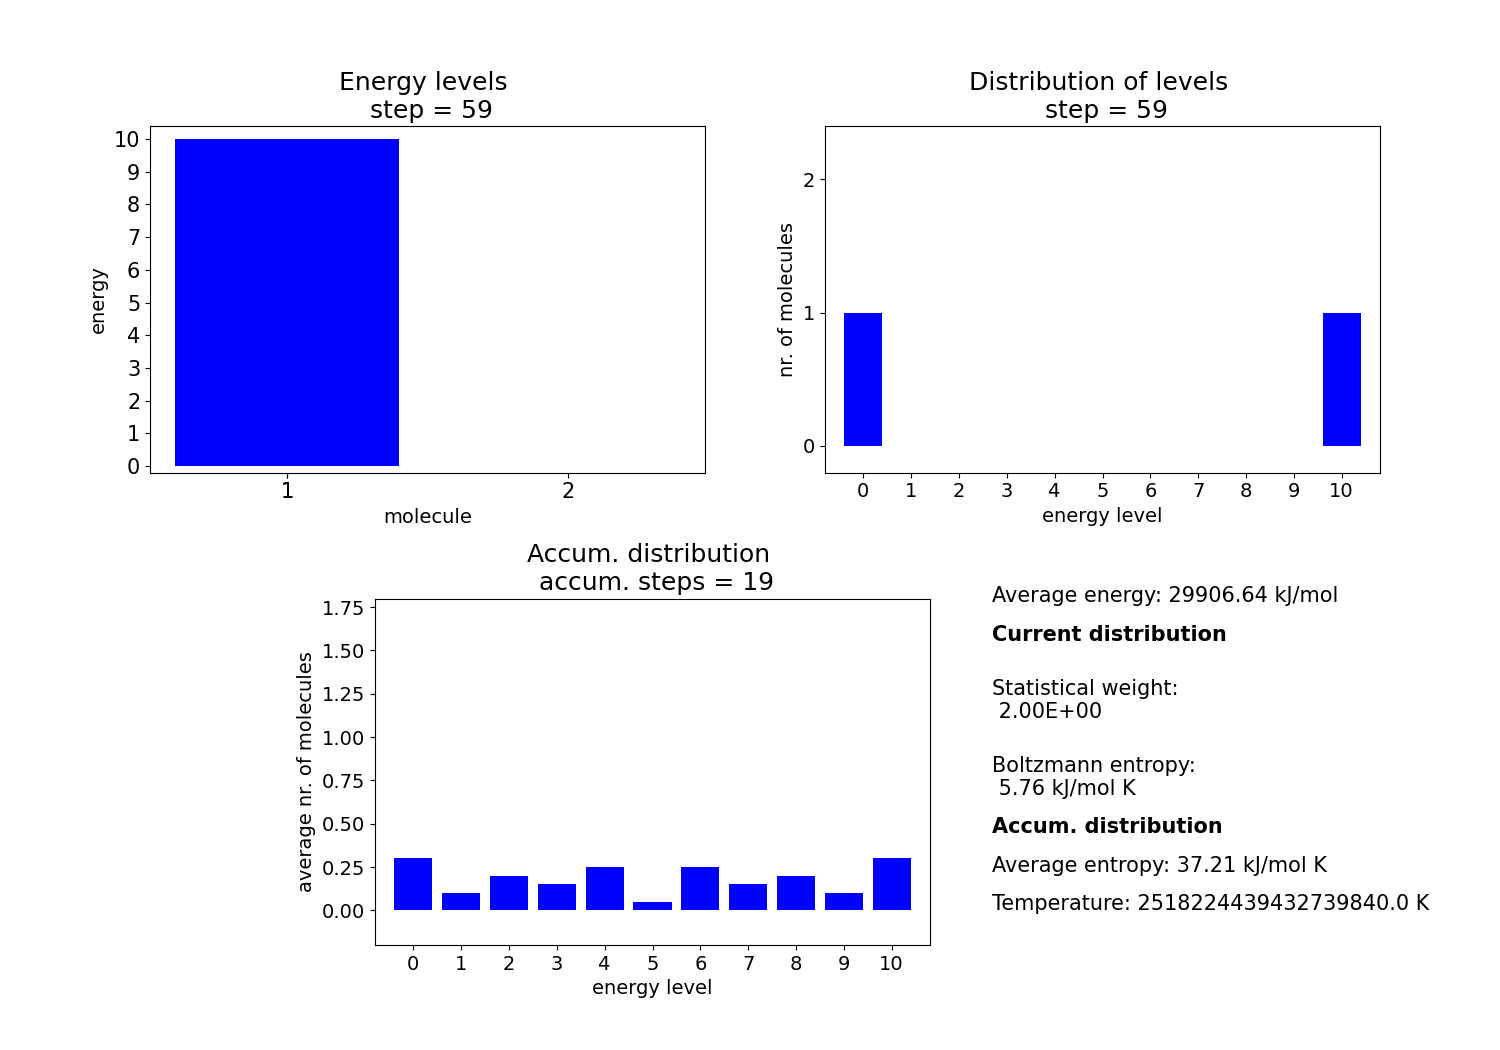 Energy levels
step = 59
10
9
8
7
6
5
4
3
2
1
0
energy
1 2
molecule
Distribution of levels
step = 59
2
1
0
nr. of molecules
0 1 2 3 4 5 6 7 8 9 10
energy level
Accum. distribution
accum. steps = 19
1.75
1.50
1.25
1.00
0.75
0.50
0.25
0.00
average nr. of molecules
0 1 2 3 4 5 6 7 8 9 10
energy level
Average energy: 29906.64 kJ/mol
Current distribution
Statistical weight:
2.00E+00
Boltzmann entropy:
5.76 kJ/mol K
Accum. distribution
Average entropy: 37.21 kJ/mol K
Temperature: 2518224439432739840.0 K